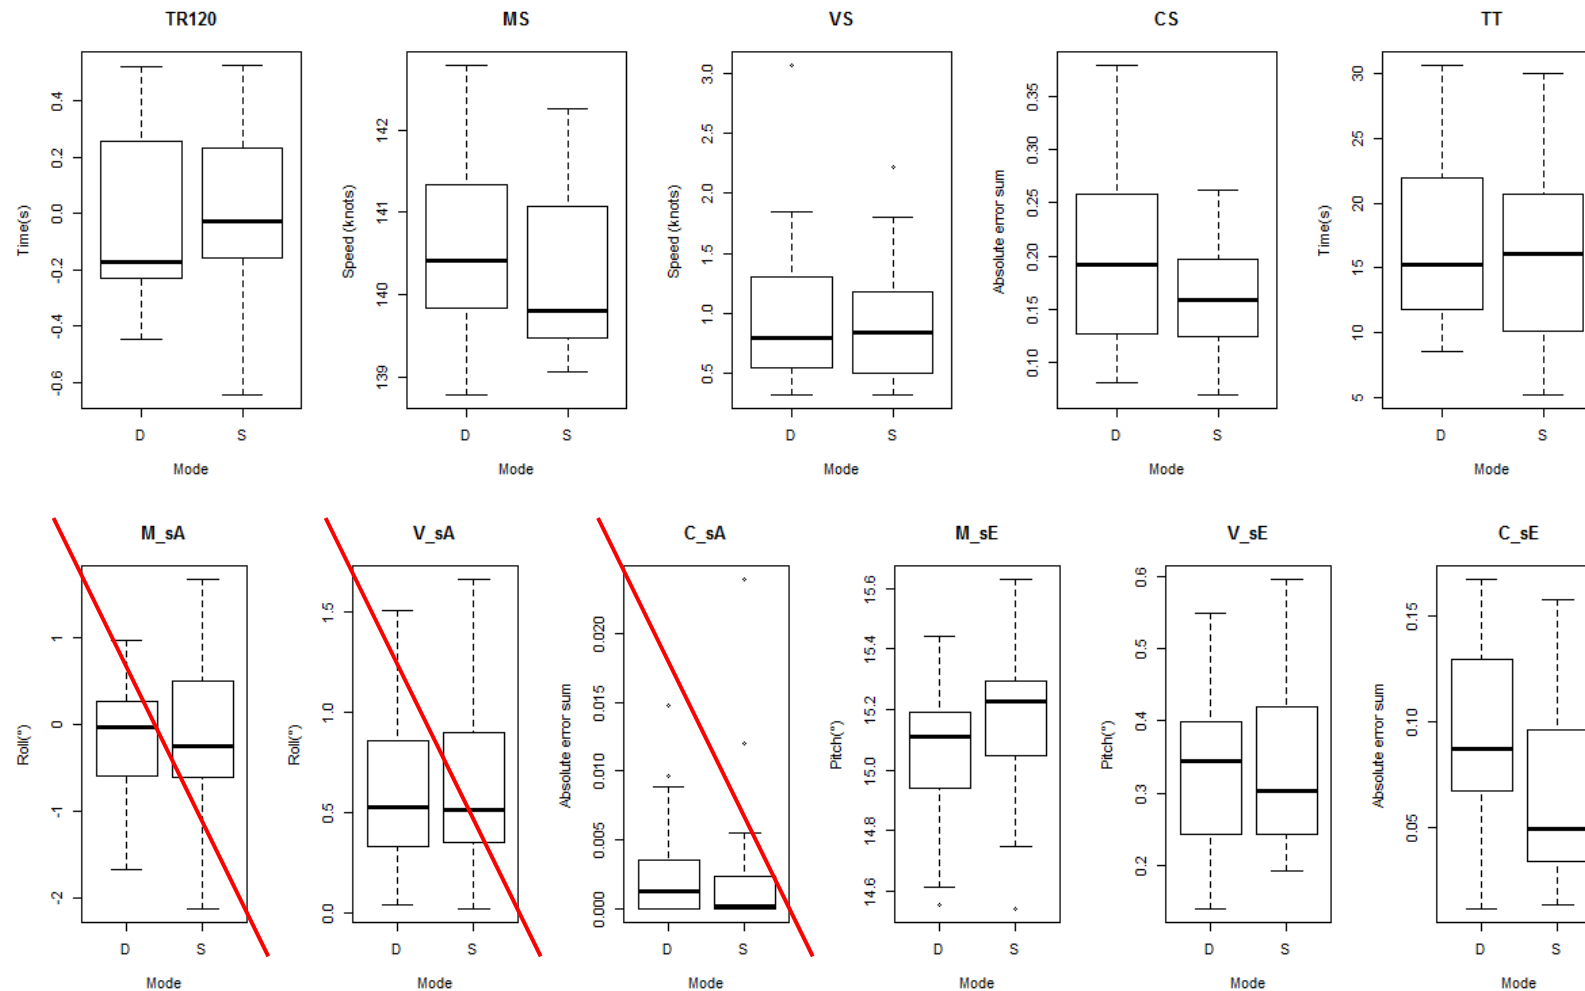 TR120
MS
VS
CS
TT
Time(s)
-0.6
-0.4
-0.2
0.0
0.2
0.4
D
S
Mode
Speed (knots)
139
140
141
142
D
S
Mode
Speed (knots)
0.5
1.0
1.5
2.0
2.5
3.0
D
S
Mode
Absolute error sum
0.10
0.15
0.20
0.25
0.30
0.35
D
S
Mode
Time(s)
5
10
15
20
25
30
D
S
Mode
M_sA
V_sA
C_sA
M_sE
V_sE
C_sE
Roll(°)
-2
-1
0
1
D
S
Mode
Roll(°)
0.0
0.5
1.0
1.5
D
S
Mode
Absolute error sum
0.000
0.005
0.010
0.015
0.020
D
S
Mode
Pitch(°)
14.6
14.8
15.0
15.2
15.4
15.6
D
S
Mode
Pitch(°)
0.2
0.3
0.4
0.5
0.6
D
S
Mode
Absolute error sum
0.05
0.10
0.15
D
S
Mode